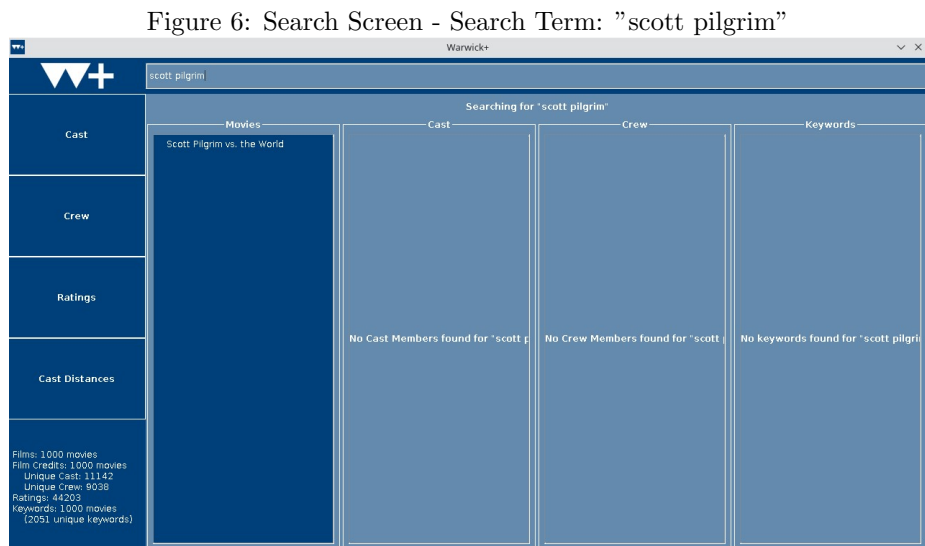 Figure 6: Search Screen - Search Term: ”scott pilgrim”
Warwick+
scott pilgrim
Searching for "scott pilgrim"
Cast
Crew
Ratings
Cast Distances
Films: 1000 movies
Film Credits: 1000 movies
Unique Cast: 11142
Unique Crew: 9038
Ratings: 44203
Keywords: 1000 movies
(2051 unique keywords)
Movies
Scott Pilgrim vs. the World
Cast
No Cast Members found for "scott p
Crew
No Crew Members found for "scott
Keywords
No keywords found for "scott pilgri